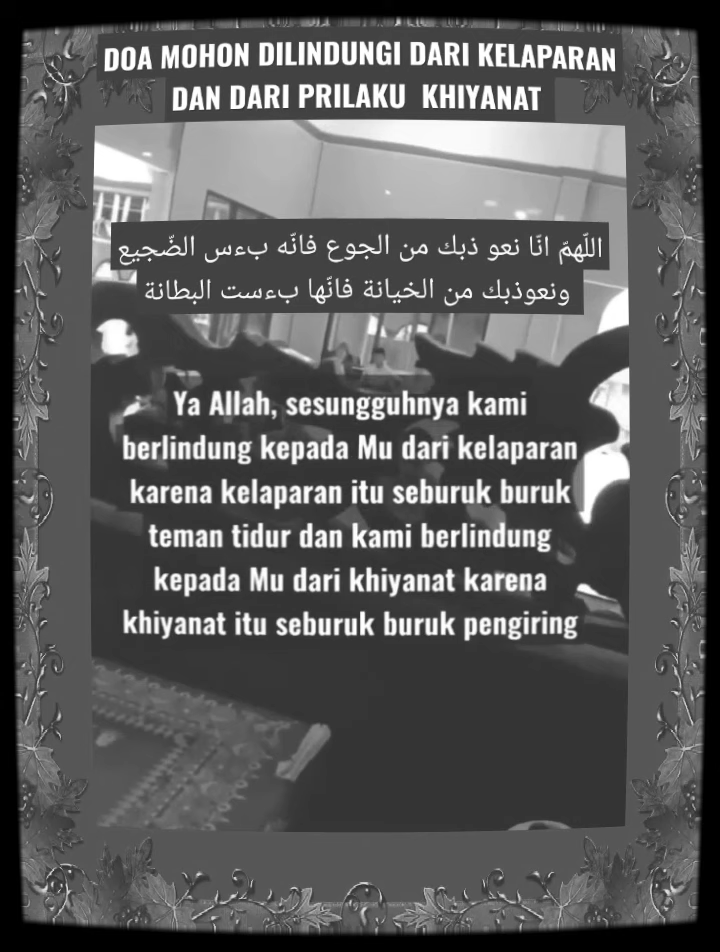 DOA MOHON DILINDUNGI DARI KELAPARAN
DAN DARI PRILAKU KHIYANAT
اللّهمّ انّا نعو ذبك من الجوع فانّه بءس الضّجيع
ونعوذبك من الخيانة فانّها بءست البطانة
Ya Allah, sesungguhnya kami
berlindung kepada Mu dari kelaparan
karena kelaparan itu seburuk buruk
teman tidur dan kami berlindung
kepada Mu dari khiyanat karena
khiyanat itu seburuk buruk pengiring